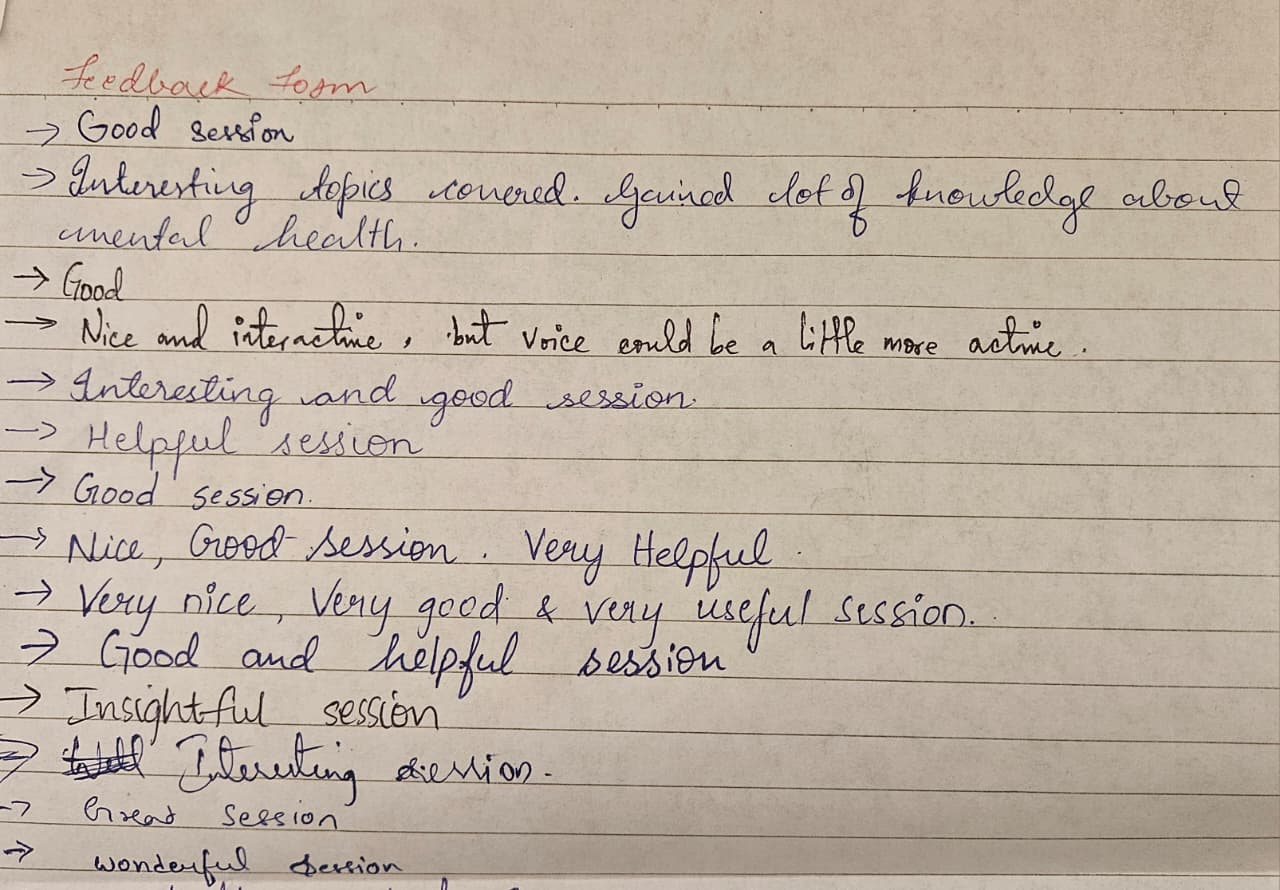 Feedback Form
→ Good session
→ Interesting topics covered. Gained lot of knowledge about
mental health.
→ Good
→ Nice and interactive, but voice could be a little more active.
→ Interesting and good session.
→ Helpful session
→ Good session.
→ Nice, Good session. Very Helpful.
→ Very nice, Very good & very useful session.
→ Good and helpful session
→ Insightful session
→ Interesting session.
→ Great session
→ wonderful session